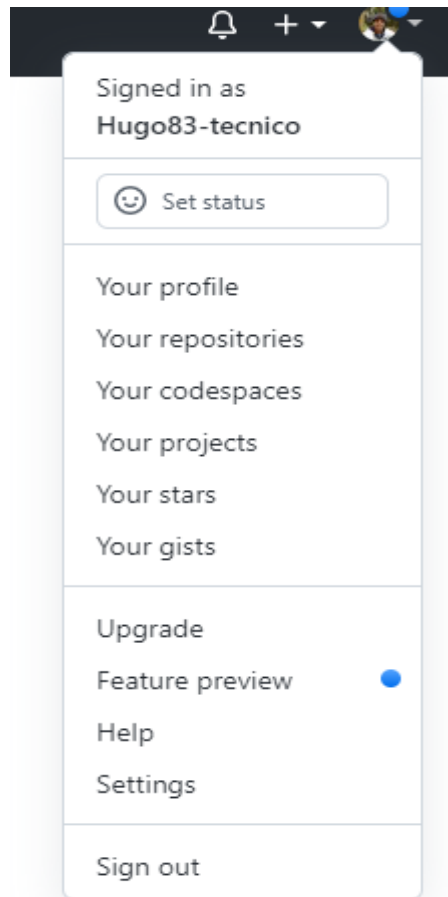 Signed in as
Hugo83-tecnico
Set status
Your profile
Your repositories
Your codespaces
Your projects
Your stars
Your gists
Upgrade
Feature preview
Help
Settings
Sign out